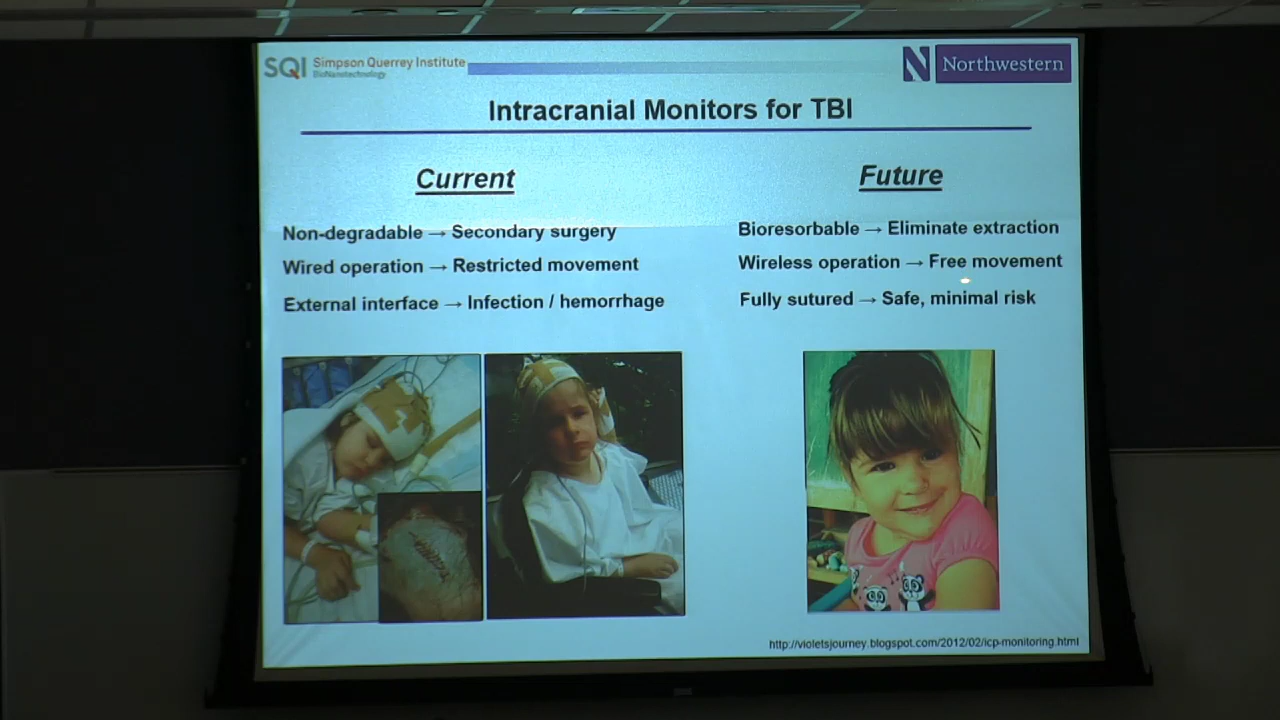 SQI Simpson Querrey Institute
BioNanotechnology
N Northwestern
Intracranial Monitors for TBI
Current
Non-degradable → Secondary surgery
Wired operation → Restricted movement
External interface → Infection / hemorrhage
Future
Bioresorbable → Eliminate extraction
Wireless operation → Free movement
Fully sutured → Safe, minimal risk
http://violetsjourney.blogspot.com/2012/02/icp-monitoring.html